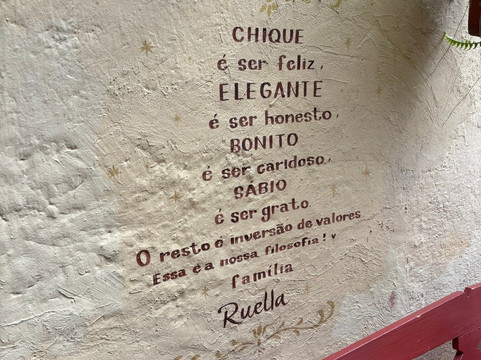 CHIQUE
é ser feliz,
ELEGANTE
é ser honesto,
BONITO
é ser caridoso,
SÁBIO
é ser grato.
O resto é inversão de valores
Essa é a nossa filosofia!
família
Ruella